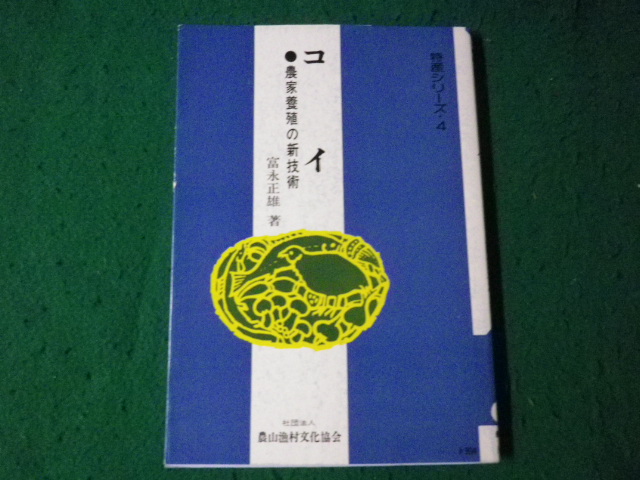 特産シリーズ・4
コイ
●農家養殖の新技術
富永正雄 著
社団法人
農山漁村文化協会